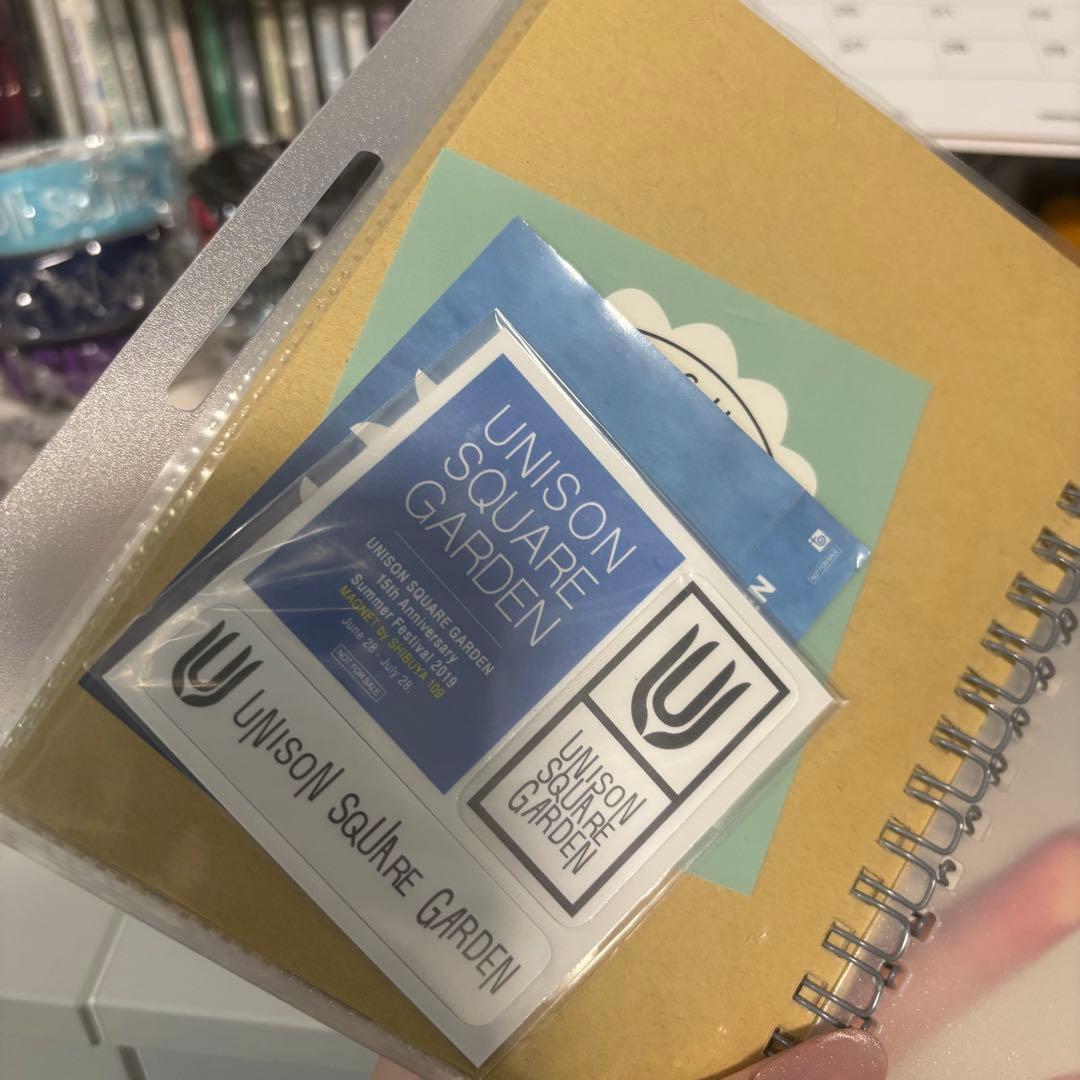 UNISON
SQUARE
GARDEN
UNISON SQUARE GARDEN
15th Anniversary
Summer Festival 2019
MAGNET by SHIBUYA 109
June 28 - July 28,
NOT FOR SALE
UNISON
SQUARE
GARDEN
UNISON SQUARE GARDEN
NOT FOR SALE